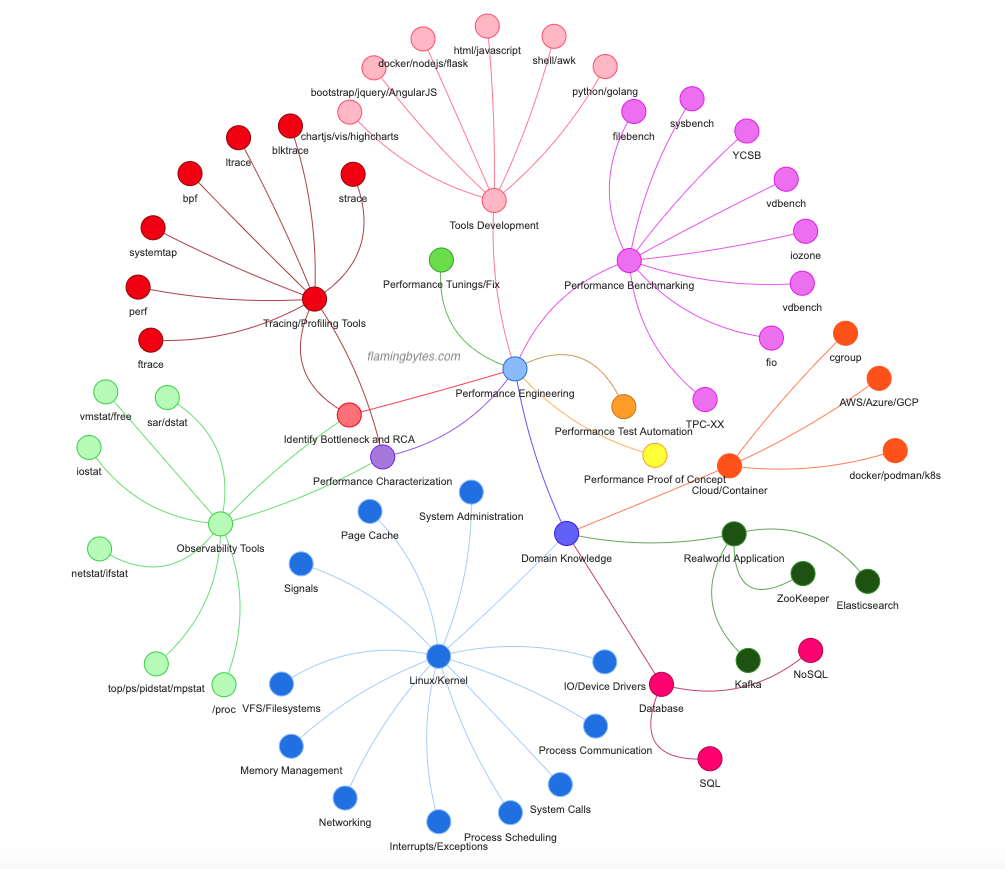 html/javascript
docker/nodejs/flask
shell/awk
bootstrap/jquery/AngularJS
python/golang
chartjs/vis/highcharts
filebench
sysbench
YCSB
blktrace
ltrace
bpf
strace
vdbench
Tools Development
systemtap
iozone
Performance Tunings/Fix
Performance Benchmarking
vdbench
perf
Tracing/Profiling Tools
flamingbytes.com
ftrace
fio
cgroup
Performance Engineering
AWS/Azure/GCP
vmstat/free
sar/dstat
TPC-XX
Performance Test Automation
Identify Bottleneck and RCA
iostat
docker/podman/k8s
Performance Characterization
Performance Proof of Concept
Cloud/Container
System Administration
Page Cache
Observability Tools
Domain Knowledge
Realworld Application
netstat/ifstat
Signals
ZooKeeper
Elasticsearch
NoSQL
Linux/Kernel
Kafka
top/ps/pidstat/mpstat
IO/Device Drivers
/proc
VFS/Filesystems
Database
Process Communication
Memory Management
SQL
System Calls
Networking
Process Scheduling
Interrupts/Exceptions